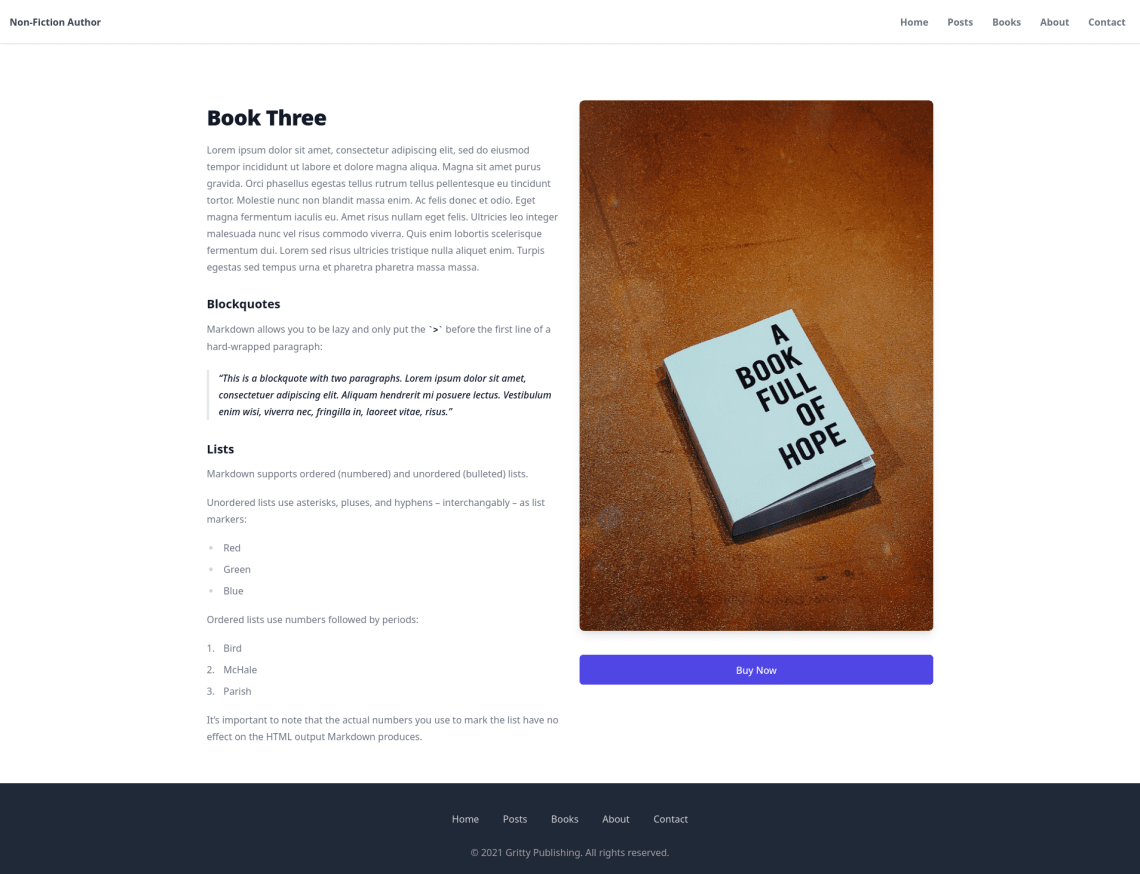 Non-Fiction Author
Home Posts Books About Contact
Book Three
Lorem ipsum dolor sit amet, consectetur adipiscing elit, sed do eiusmod
tempor incididunt ut labore et dolore magna aliqua. Magna sit amet purus
gravida. Orci phasellus egestas tellus rutrum tellus pellentesque eu tincidunt
tortor. Molestie nunc non blandit massa enim. Ac felis donec et odio. Eget
magna fermentum iaculis eu. Amet risus nullam eget felis. Ultricies leo integer
malesuada nunc vel risus commodo viverra. Quis enim lobortis scelerisque
fermentum dui. Lorem sed risus ultricies tristique nulla aliquet enim. Turpis
egestas sed tempus urna et pharetra pharetra massa massa.
Blockquotes
Markdown allows you to be lazy and only put the `>` before the first line of a
hard-wrapped paragraph:
“This is a blockquote with two paragraphs. Lorem ipsum dolor sit amet,
consectetuer adipiscing elit. Aliquam hendrerit mi posuere lectus. Vestibulum
enim wisi, viverra nec, fringilla in, laoreet vitae, risus.”
Lists
Markdown supports ordered (numbered) and unordered (bulleted) lists.
Unordered lists use asterisks, pluses, and hyphens – interchangably – as list
markers:
• Red
• Green
• Blue
Ordered lists use numbers followed by periods:
1. Bird
2. McHale
3. Parish
It’s important to note that the actual numbers you use to mark the list have no
effect on the HTML output Markdown produces.
A
BOOK
FULL
OF
HOPE
Buy Now
Home Posts Books About Contact
© 2021 Gritty Publishing. All rights reserved.